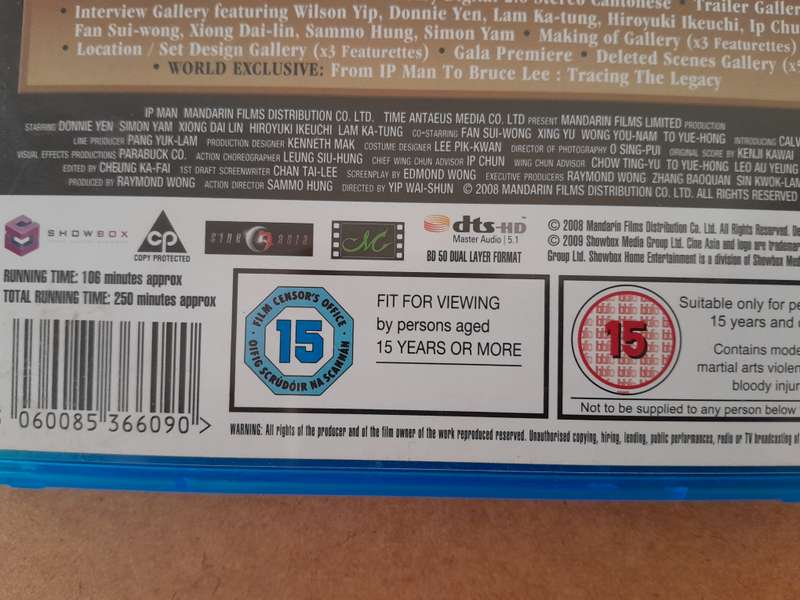 Stereo Cantonese • Trailer Galler
• Interview Gallery featuring Wilson Yip, Donnie Yen, Lam Ka-tung, Hiroyuki Ikeuchi, Ip Chu
Fan Sui-wong, Xiong Dai-lin, Sammo Hung, Simon Yam • Making of Gallery (x3 Featurettes)
• Location / Set Design Gallery (x3 Featurettes) • Gala Premiere • Deleted Scenes Gallery (x
• WORLD EXCLUSIVE: From IP Man To Bruce Lee : Tracing The Legacy
IP MAN MANDARIN FILMS DISTRIBUTION CO. LTD. TIME ANTAEUS MEDIA CO. LTD PRESENT MANDARIN FILMS LIMITED PRODUCTION
STARRING DONNIE YEN SIMON YAM XIONG DAI LIN HIROYUKI IKEUCHI LAM KA-TUNG CO-STARRING FAN SUI-WONG XING YU WONG YOU-NAM TO YUE-HONG INTRODUCING CALV
LINE PRODUCER PANG YUK-LAM PRODUCTION DESIGNER KENNETH MAK COSTUME DESIGNER LEE PIK-KWAN DIRECTOR OF PHOTOGRAPHY O SING-PUI ORIGINAL SCORE BY KENJI KAWAI
VISUAL EFFECTS PRODUCTIONS PARABUCK CO. ACTION CHOREOGRAPHER LEUNG SIU-HUNG CHEF WING CHUN ADVISOR IP CHUN WING CHUN ADVISOR CHOW TING-YU TO YUE-HONG LEO AU YEUNG
EDITED BY CHEUNG KA-FAI 1ST DRAFT SCREENWRITER CHAN TAI-LEE SCREENPLAY BY EDMOND WONG EXECUTIVE PRODUCERS RAYMOND WONG ZHANG BAOQUAN SIN KWOK-LAM
PRODUCED BY RAYMOND WONG ACTION DIRECTOR SAMMO HUNG DIRECTED BY YIP WAI-SHUN © 2008 MANDARIN FILMS DISTRIBUTION CO. LTD. ALL RIGHTS RESERVED
SHOWBOX
cp
COPY PROTECTED
CINE ASIA
dts-HD
Master Audio | 5.1
BD 50 DUAL LAYER FORMAT
© 2008 Mandarin Films Distribution Co. Ltd. All Rights Reserved. De
© 2009 Showbox Media Group Ltd. Cine Asia and logo are tradema
Group Ltd. Showbox Home Entertainment is a division of Showbox Med
RUNNING TIME: 106 minutes approx
TOTAL RUNNING TIME: 250 minutes approx
060085 366090 >
FILM CENSOR'S OFFICE
15
OIFIG SCRÚDÓIR NA SCANNÁN
FIT FOR VIEWING
by persons aged
15 YEARS OR MORE
15
Suitable only for pe
15 years and
Contains mode
martial arts violen
bloody injur
Not to be supplied to any person below
WARNING: All rights of the producer and of the film owner of the work reproduced reserved. Unauthorised copying, hiring, lending, public performances, radio or TV broadcasting of